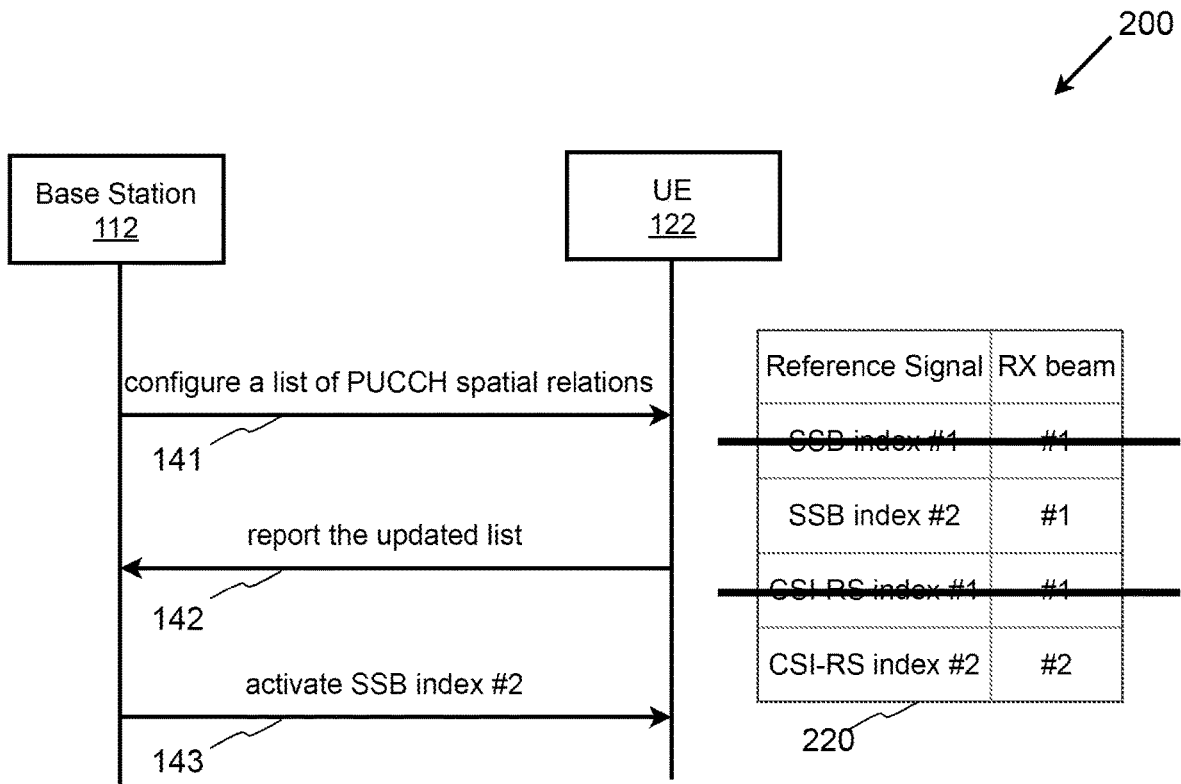 200
Base Station
112
UE
122
configure a list of PUCCH spatial relations
141
report the updated list
142
activate SSB index #2
143
Reference Signal RX beam
SSB index #1 #1
SSB index #2 #1
CSI-RS index #1 #1
CSI-RS index #2 #2
220